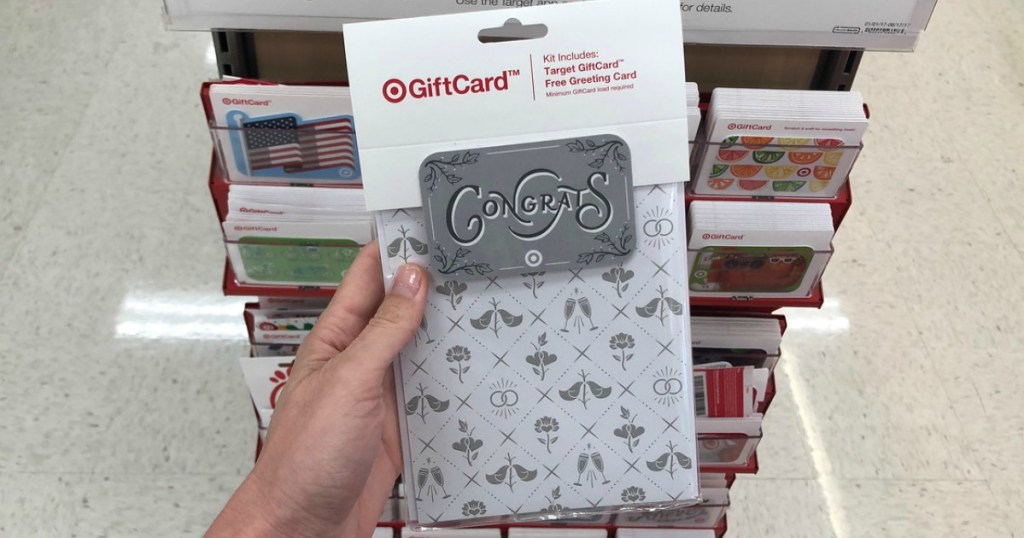 Use the Target app
for details.
GiftCard™
Kit Includes:
Target GiftCard™
Free Greeting Card
Minimum GiftCard load required
CONGRATS
GiftCard™
GiftCard
GiftCard
GiftCard
GiftCard